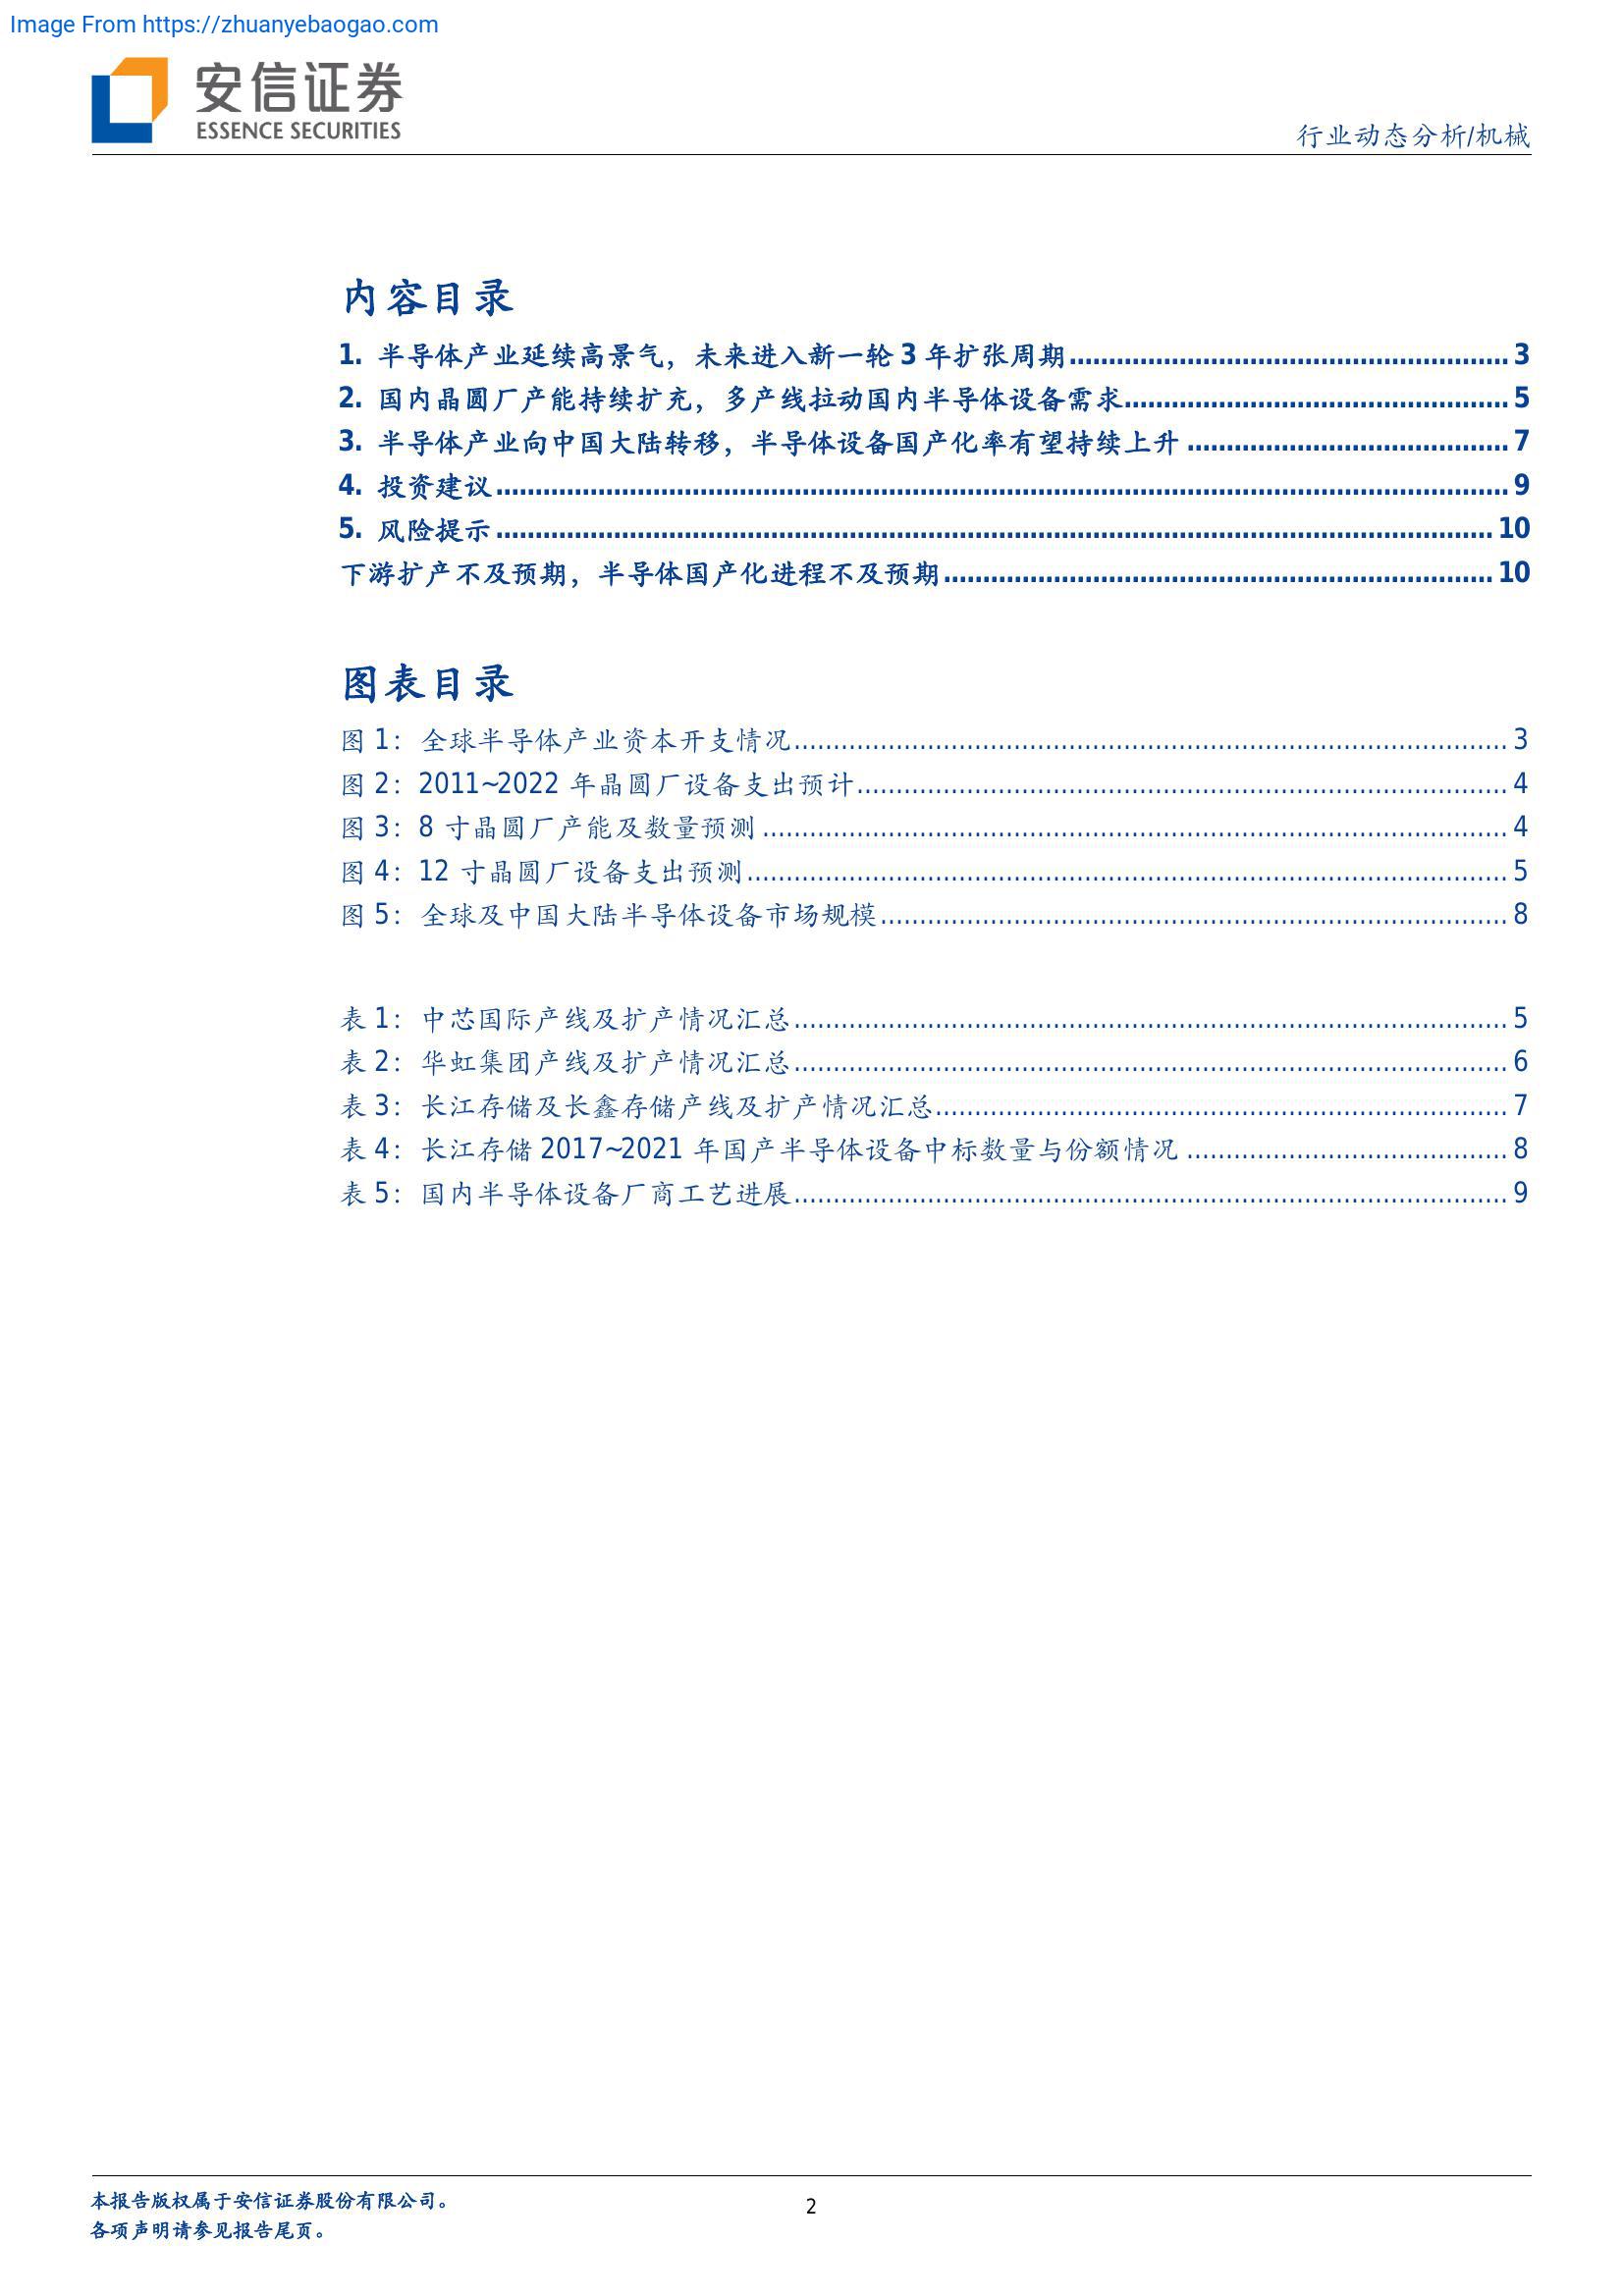 Image From https://zhuanyebaogao.com
安信证券
ESSENCE SECURITIES
行业动态分析/机械
内容目录
1. 半导体产业延续高景气，未来进入新一轮 3 年扩张周期 3
2. 国内晶圆厂产能持续扩充，多产线拉动国内半导体设备需求 5
3. 半导体产业向中国大陆转移，半导体设备国产化率有望持续上升 7
4. 投资建议 9
5. 风险提示 10
下游扩产不及预期，半导体国产化进程不及预期 10
图表目录
图 1：全球半导体产业资本开支情况 3
图 2：2011~2022 年晶圆厂设备支出预计 4
图 3：8 寸晶圆厂产能及数量预测 4
图 4：12 寸晶圆厂设备支出预测 5
图 5：全球及中国大陆半导体设备市场规模 8
表 1：中芯国际产线及扩产情况汇总 5
表 2：华虹集团产线及扩产情况汇总 6
表 3：长江存储及长鑫存储产线及扩产情况汇总 7
表 4：长江存储 2017~2021 年国产半导体设备中标数量与份额情况 8
表 5：国内半导体设备厂商工艺进展 9
本报告版权属于安信证券股份有限公司。
各项声明请参见报告尾页。
2